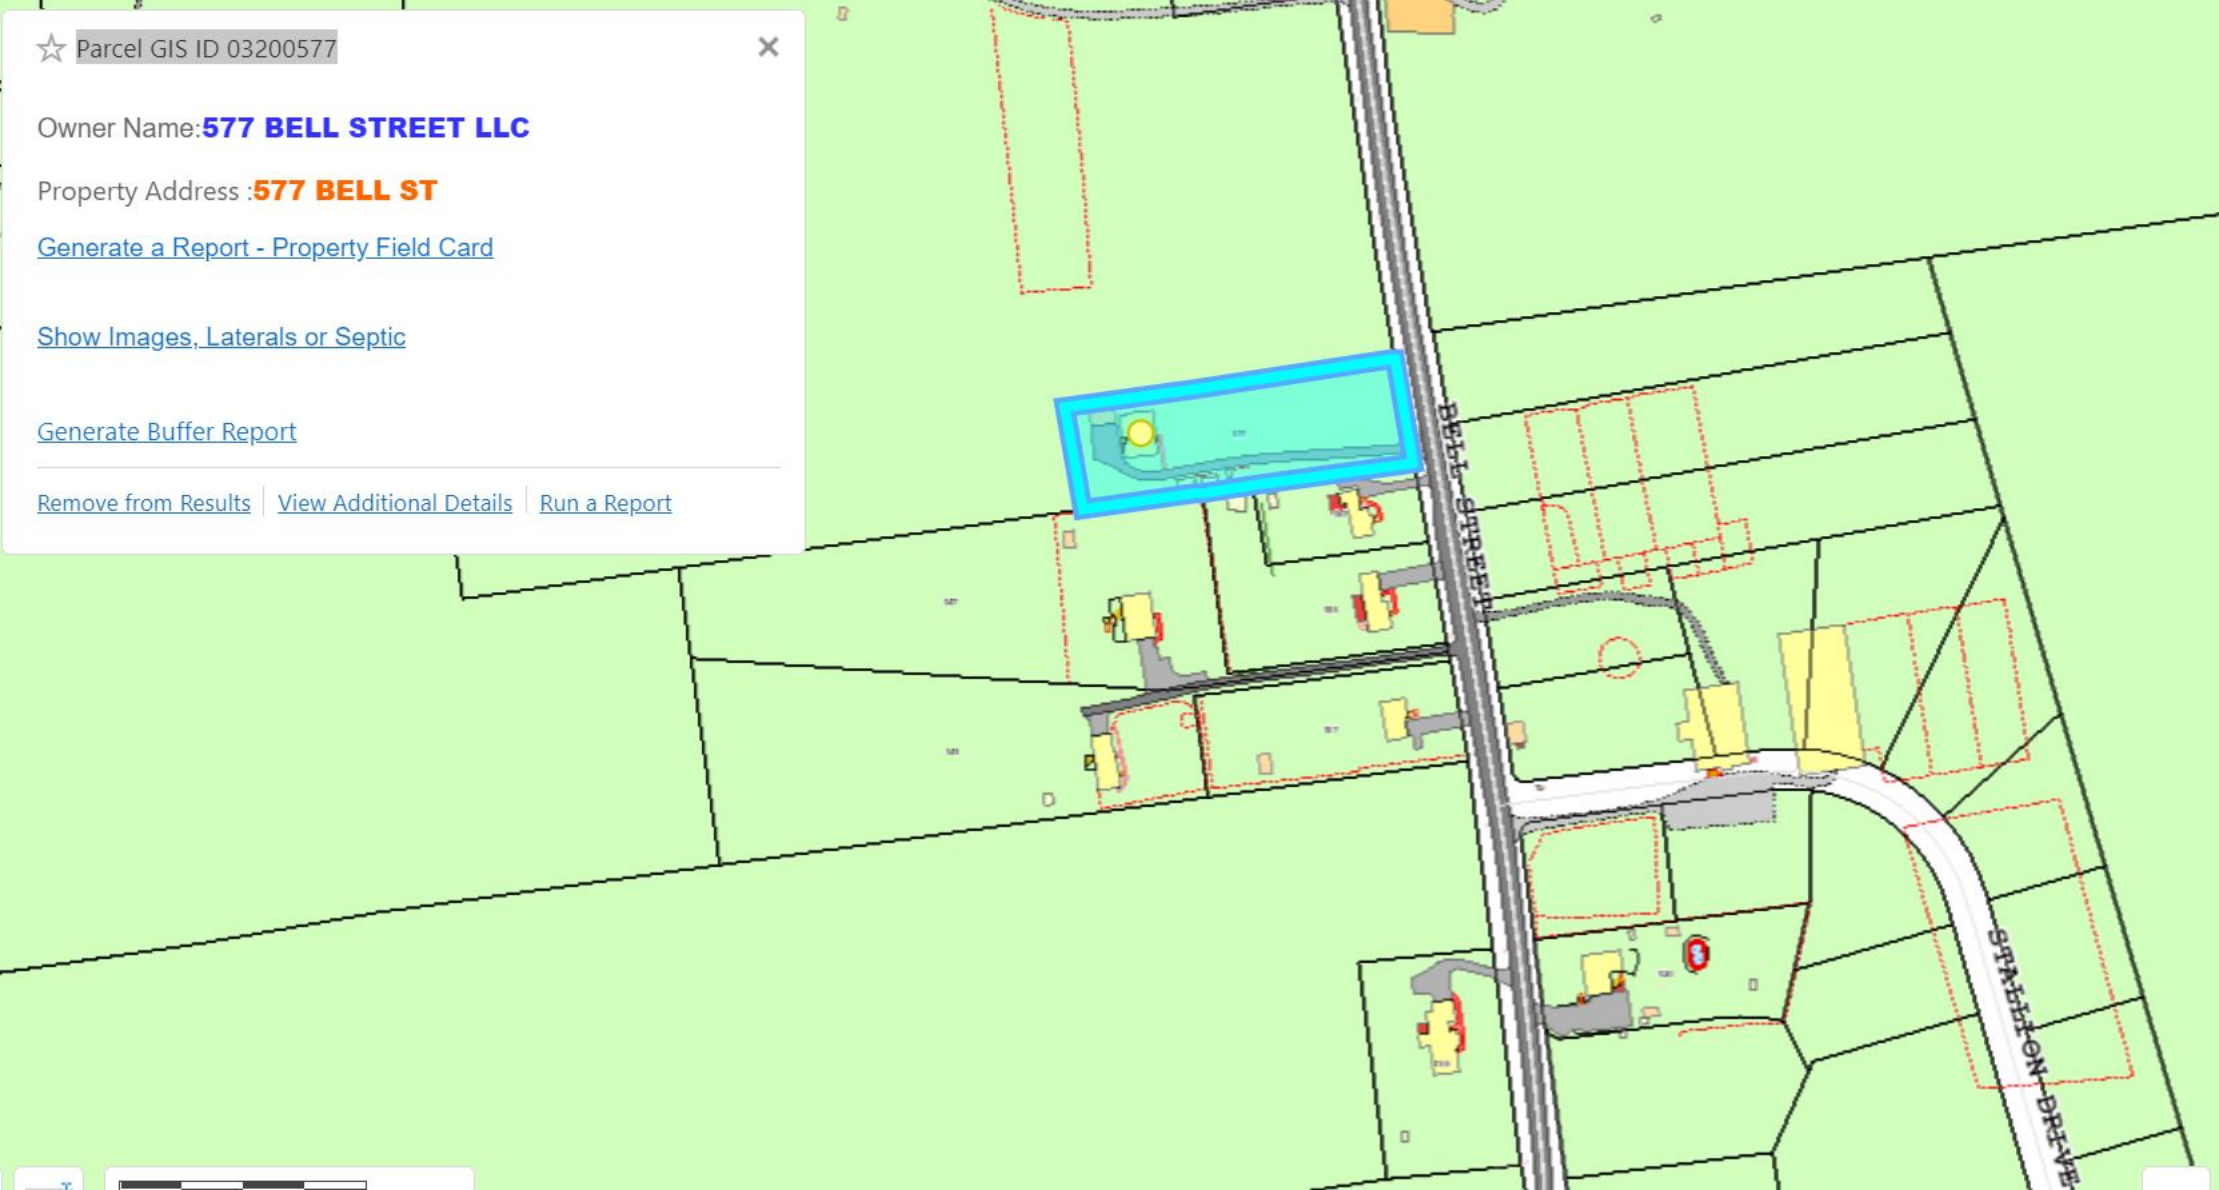 Parcel GIS ID 03200577
Owner Name:577 BELL STREET LLC
Property Address :577 BELL ST
Generate a Report - Property Field Card
Show Images, Laterals or Septic
Generate Buffer Report
Remove from Results
View Additional Details
Run a Report
BELL STREET
STALLION DRIVE